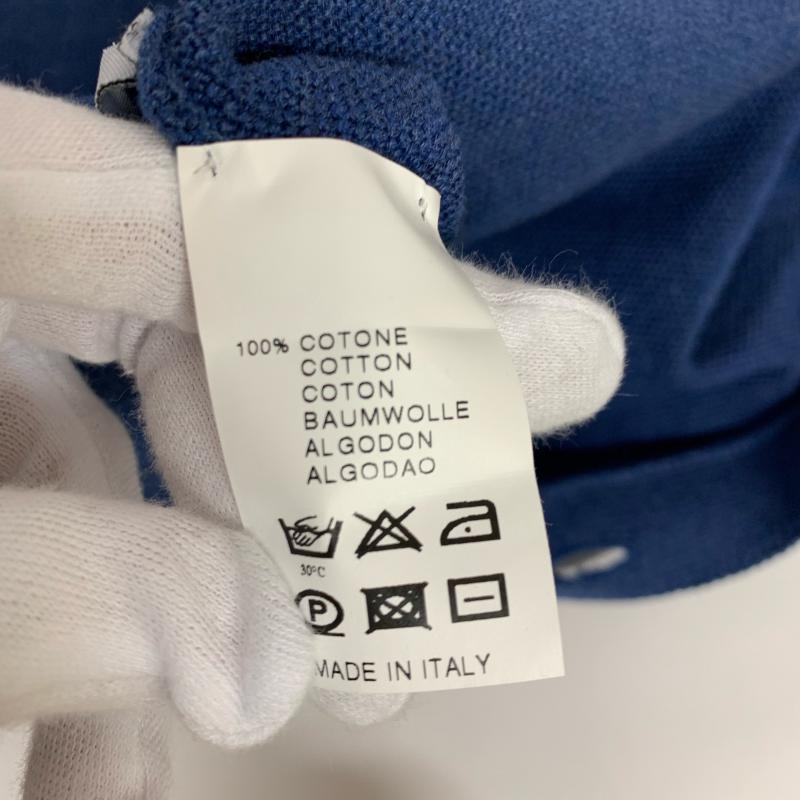 100% COTONE
COTTON
COTON
BAUMWOLLE
ALGODON
ALGODAO
30°C
P
MADE IN ITALY